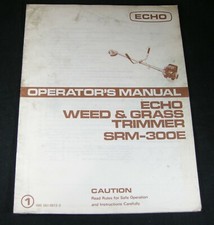 ECHO
OPERATOR'S MANUAL
ECHO
WEED & GRASS
TRIMMER
SRM-300E
1
CAUTION
Read Rules for Safe Operation
and Instructions Carefully